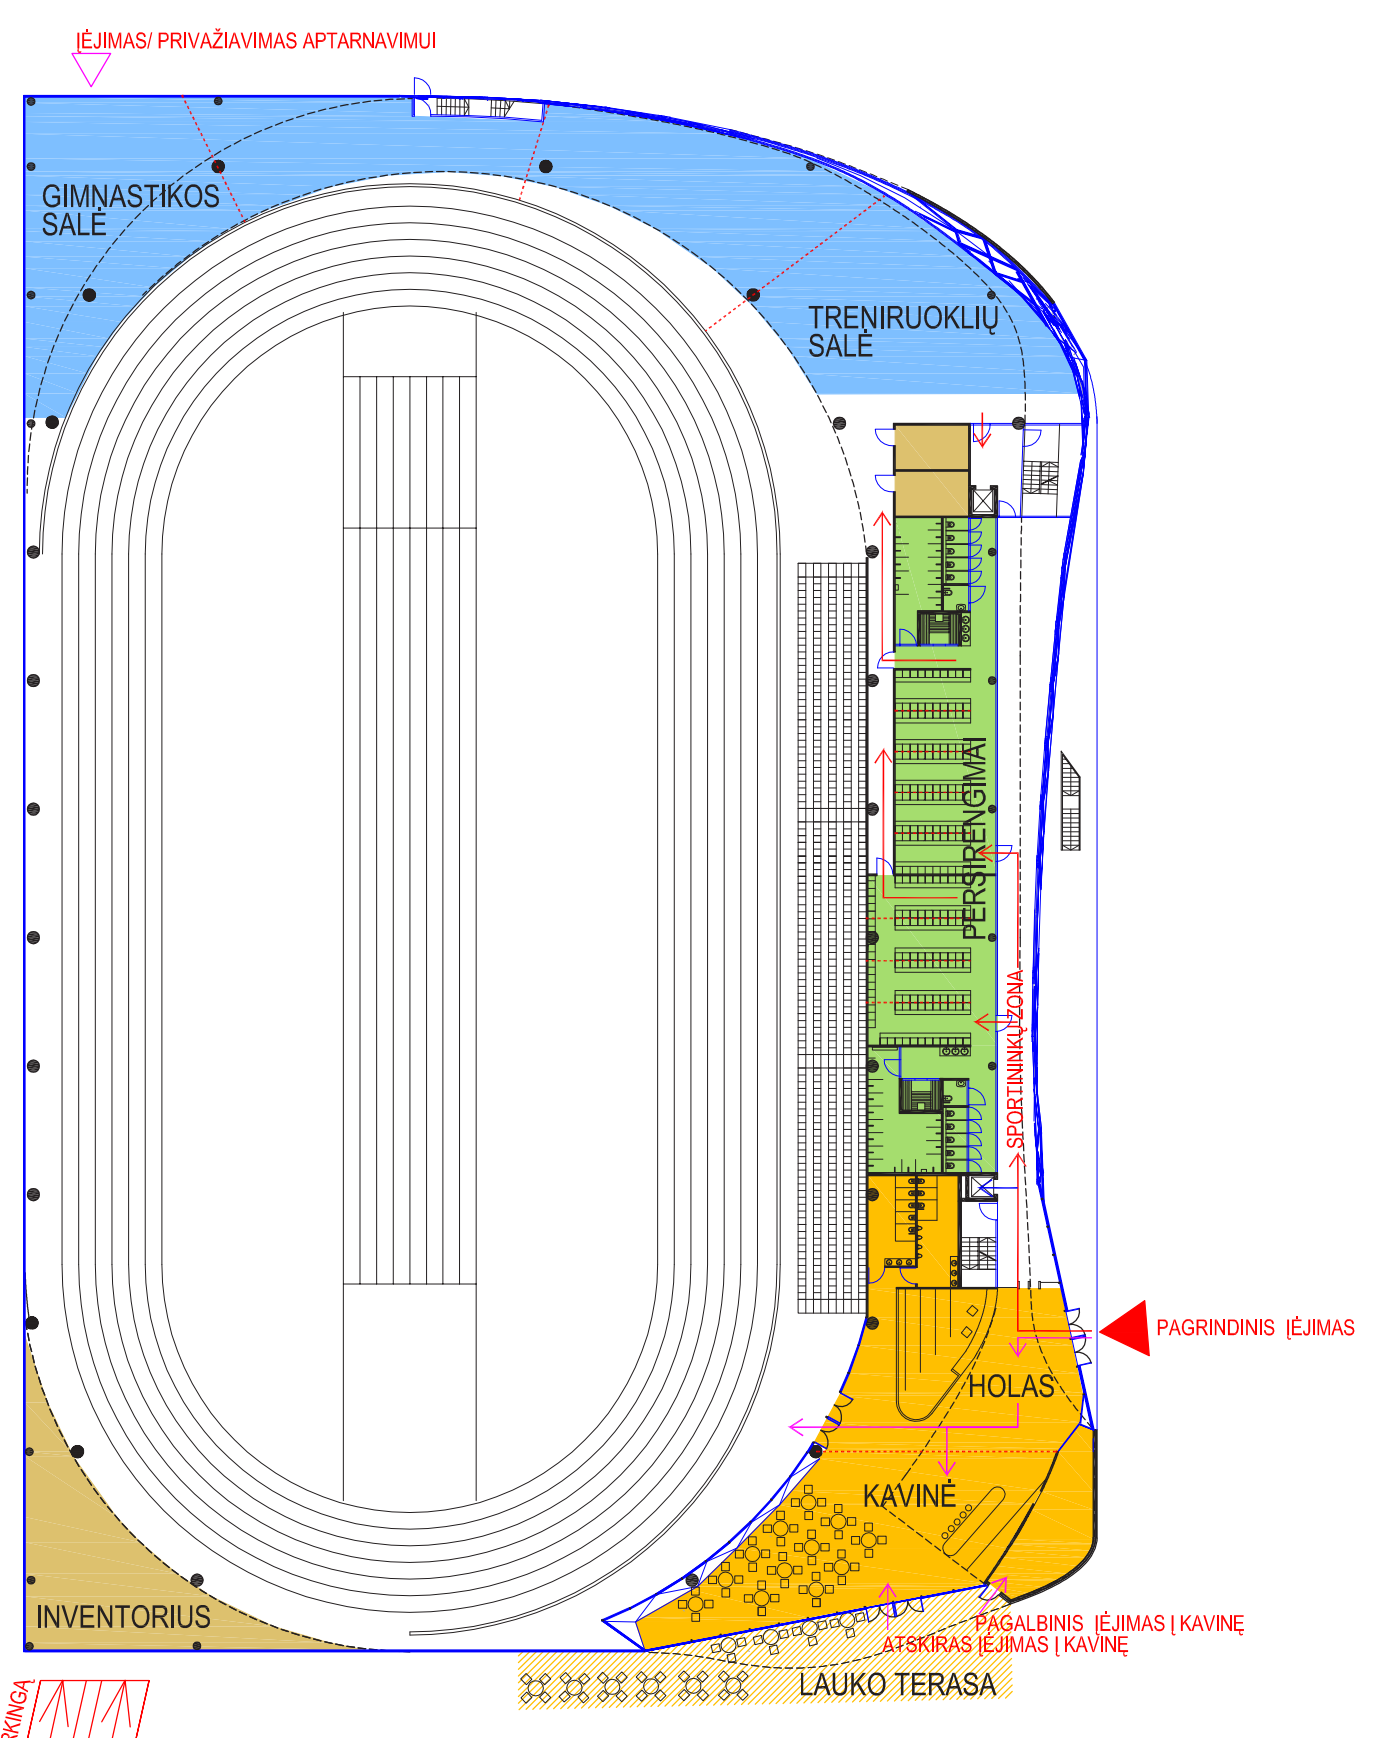 ĮĖJIMAS/ PRIVAŽIAVIMAS APTARNAVIMUI
GIMNASTIKOS
SALĖ
TRENIRUOKLIŲ
SALĖ
PERSIRENGIMAI
SPORTININKŲ ZONA
PAGRINDINIS ĮĖJIMAS
HOLAS
KAVINĖ
INVENTORIUS
PAGALBINIS ĮĖJIMAS Į KAVINĘ
ATSKIRAS ĮĖJIMAS Į KAVINĘ
LAUKO TERASA